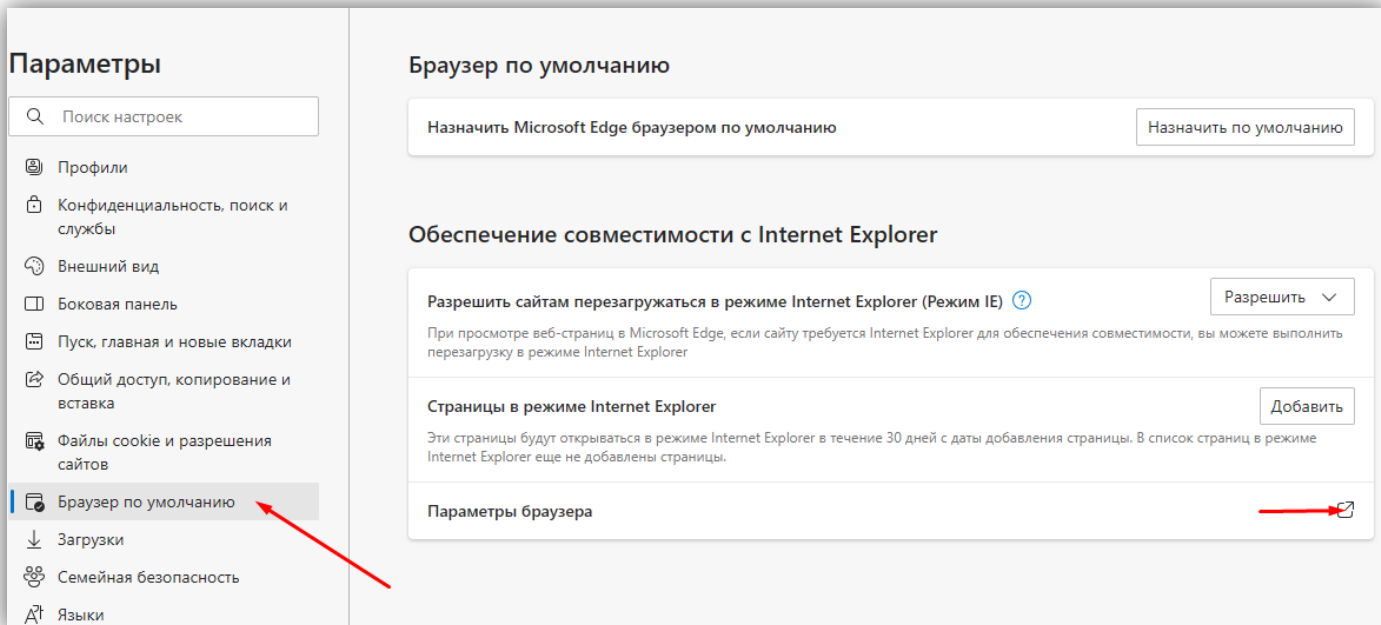 Параметры
Поиск настроек
Профили
Конфиденциальность, поиск и
службы
Внешний вид
Боковая панель
Пуск, главная и новые вкладки
Общий доступ, копирование и
вставка
Файлы cookie и разрешения
сайтов
Браузер по умолчанию
Загрузки
Семейная безопасность
Языки
Браузер по умолчанию
Назначить Microsoft Edge браузером по умолчанию
Назначить по умолчанию
Обеспечение совместимости с Internet Explorer
Разрешить сайтам перезагружаться в режиме Internet Explorer (Режим IE)
Разрешить
При просмотре веб-страниц в Microsoft Edge, если сайту требуется Internet Explorer для обеспечения совместимости, вы можете выполнить
перезагрузку в режиме Internet Explorer
Страницы в режиме Internet Explorer
Добавить
Эти страницы будут открываться в режиме Internet Explorer в течение 30 дней с даты добавления страницы. В список страниц в режиме
Internet Explorer еще не добавлены страницы.
Параметры браузера